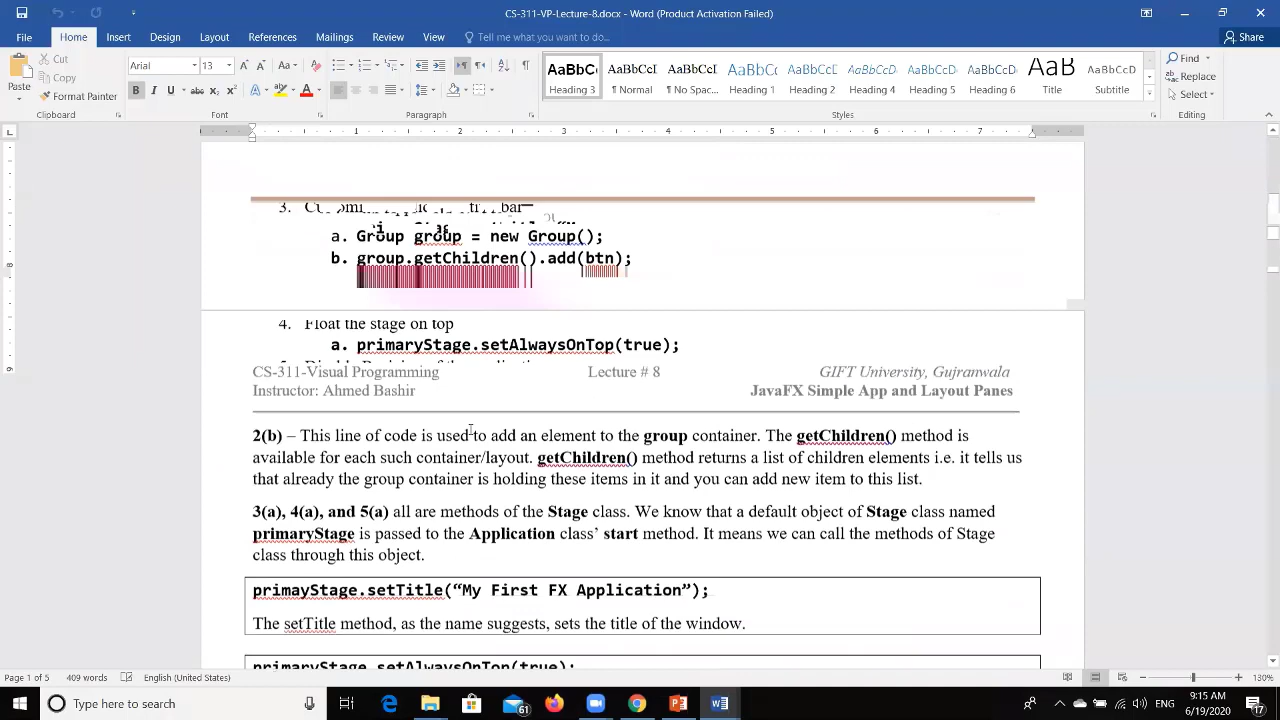 CS-311-VP-Lecture-8.docx - Word (Product Activation Failed)
File Home Insert Design Layout References Mailings Review View Tell me what you want to do... Share
Paste Cut Copy Format Painter
Arial 13
Find Replace Select
AaBbC AaBbCcI AaBbCcI AaBbC AaBbCcI AaBbCcD AaBbCcD AaBbCcD AaBbCcD AaB AaBbCcD
Heading 3 ¶ Normal ¶ No Spac... Heading 1 Heading 2 Heading 4 Heading 5 Heading 6 Title Subtitle
Clipboard Font Paragraph Styles Editing
3.
a. Group group = new Group();
b. group.getChildren().add(btn);
4. Float the stage on top
a. primaryStage.setAlwaysOnTop(true);
CS-311-Visual Programming Lecture # 8 GIFT University, Gujranwala
Instructor: Ahmed Bashir JavaFX Simple App and Layout Panes
2(b) – This line of code is used to add an element to the group container. The getChildren() method is
available for each such container/layout. getChildren() method returns a list of children elements i.e. it tells us
that already the group container is holding these items in it and you can add new item to this list.
3(a), 4(a), and 5(a) all are methods of the Stage class. We know that a default object of Stage class named
primaryStage is passed to the Application class’ start method. It means we can call the methods of Stage
class through this object.
primayStage.setTitle(“My First FX Application”);
The setTitle method, as the name suggests, sets the title of the window.
primaryStage.setAlwaysOnTop(true);
Page 1 of 5 409 words English (United States) 130%
Type here to search 61 9:15 AM
6/19/2020